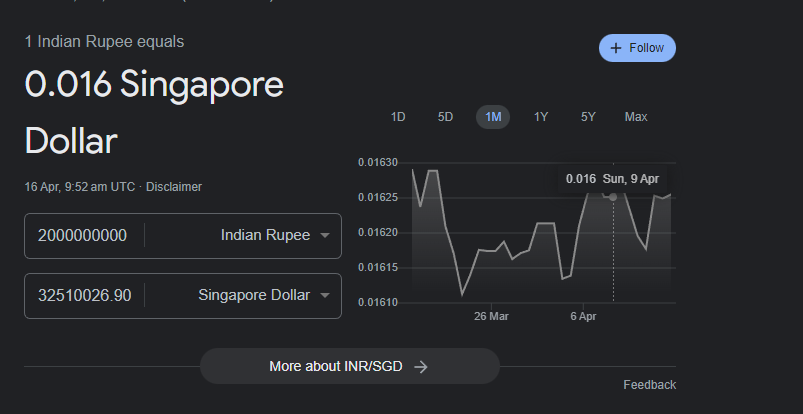 1 Indian Rupee equals
+ Follow
0.016 Singapore
Dollar
16 Apr, 9:52 am UTC · Disclaimer
2000000000 Indian Rupee
32510026.90 Singapore Dollar
1D 5D 1M 1Y 5Y Max
0.01630
0.016 Sun, 9 Apr
0.01625
0.01620
0.01615
0.01610
26 Mar 6 Apr
More about INR/SGD →
Feedback